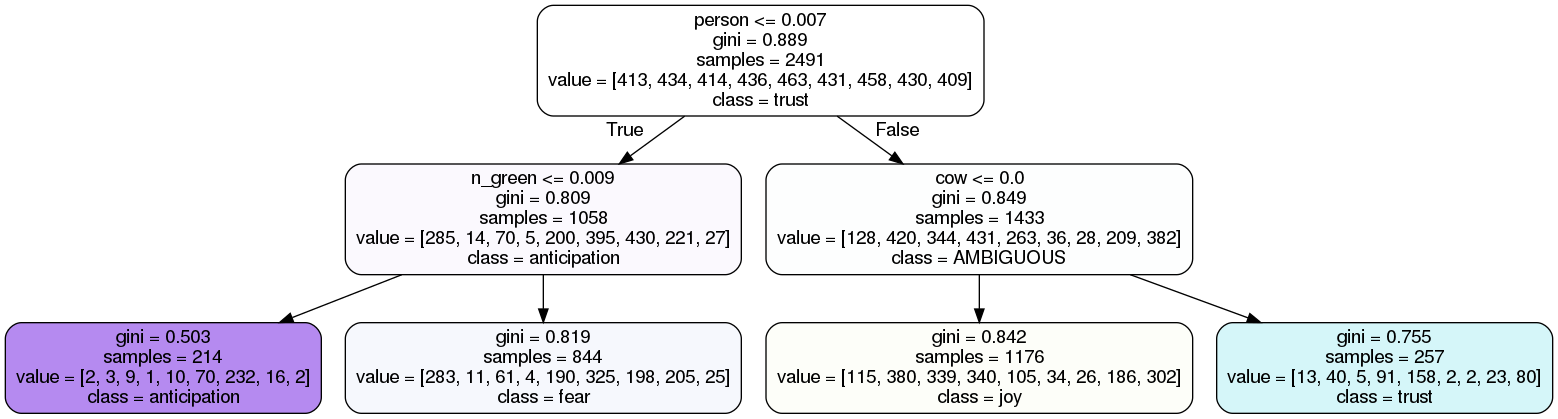 person <= 0.007
gini = 0.889
samples = 2491
value = [413, 434, 414, 436, 463, 431, 458, 430, 409]
class = trust
True
False
n_green <= 0.009
gini = 0.809
samples = 1058
value = [285, 14, 70, 5, 200, 395, 430, 221, 27]
class = anticipation
cow <= 0.0
gini = 0.849
samples = 1433
value = [128, 420, 344, 431, 263, 36, 28, 209, 382]
class = AMBIGUOUS
gini = 0.503
samples = 214
value = [2, 3, 9, 1, 10, 70, 232, 16, 2]
class = anticipation
gini = 0.819
samples = 844
value = [283, 11, 61, 4, 190, 325, 198, 205, 25]
class = fear
gini = 0.842
samples = 1176
value = [115, 380, 339, 340, 105, 34, 26, 186, 302]
class = joy
gini = 0.755
samples = 257
value = [13, 40, 5, 91, 158, 2, 2, 23, 80]
class = trust